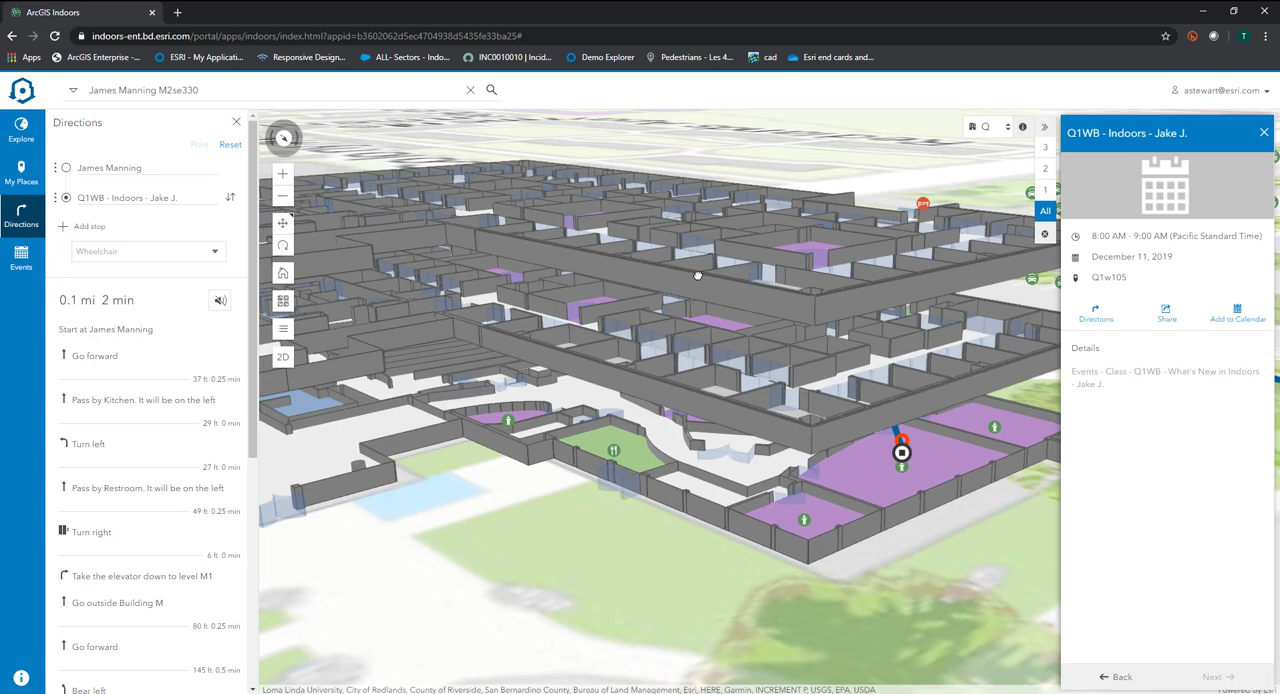 ArcGIS Indoors
indoors-ent.bd.esri.com/portal/apps/indoors/index.html?appid=b3602062d5ec4704938d5435fe33ba25#
T
Apps
ArcGIS Enterprise -...
ESRI - My Applicati...
Responsive Design...
ALL- Sectors - Indo...
INC0010010 | Incid...
Demo Explorer
Pedestrians - Les 4...
cad
Esri end cards and...
James Manning M2se330
astewart@esri.com
Explore
My Places
Directions
Events
Directions
Print
Reset
James Manning
Q1WB - Indoors - Jake J.
Add stop
Wheelchair
0.1 mi 2 min
Start at James Manning
Go forward
37 ft 0.25 min
Pass by Kitchen. It will be on the left
29 ft 0 min
Turn left
27 ft 0 min
Pass by Restroom. It will be on the left
49 ft 0.25 min
Turn right
6 ft 0 min
Take the elevator down to level M1
Go outside Building M
80 ft 0.25 min
Go forward
145 ft 0.5 min
Bear left
2D
3
2
1
All
Q1WB - Indoors - Jake J.
8:00 AM - 9:00 AM (Pacific Standard Time)
December 11, 2019
Q1w105
Directions
Share
Add to Calendar
Details
Events - Class - Q1WB - What's New in Indoors
- Jake J.
Back
Next
Loma Linda University, City of Redlands, County of Riverside, San Bernardino County, Bureau of Land Management, Esri, HERE, Garmin, INCREMENT P, USGS, EPA, USDA
Powered by Esri